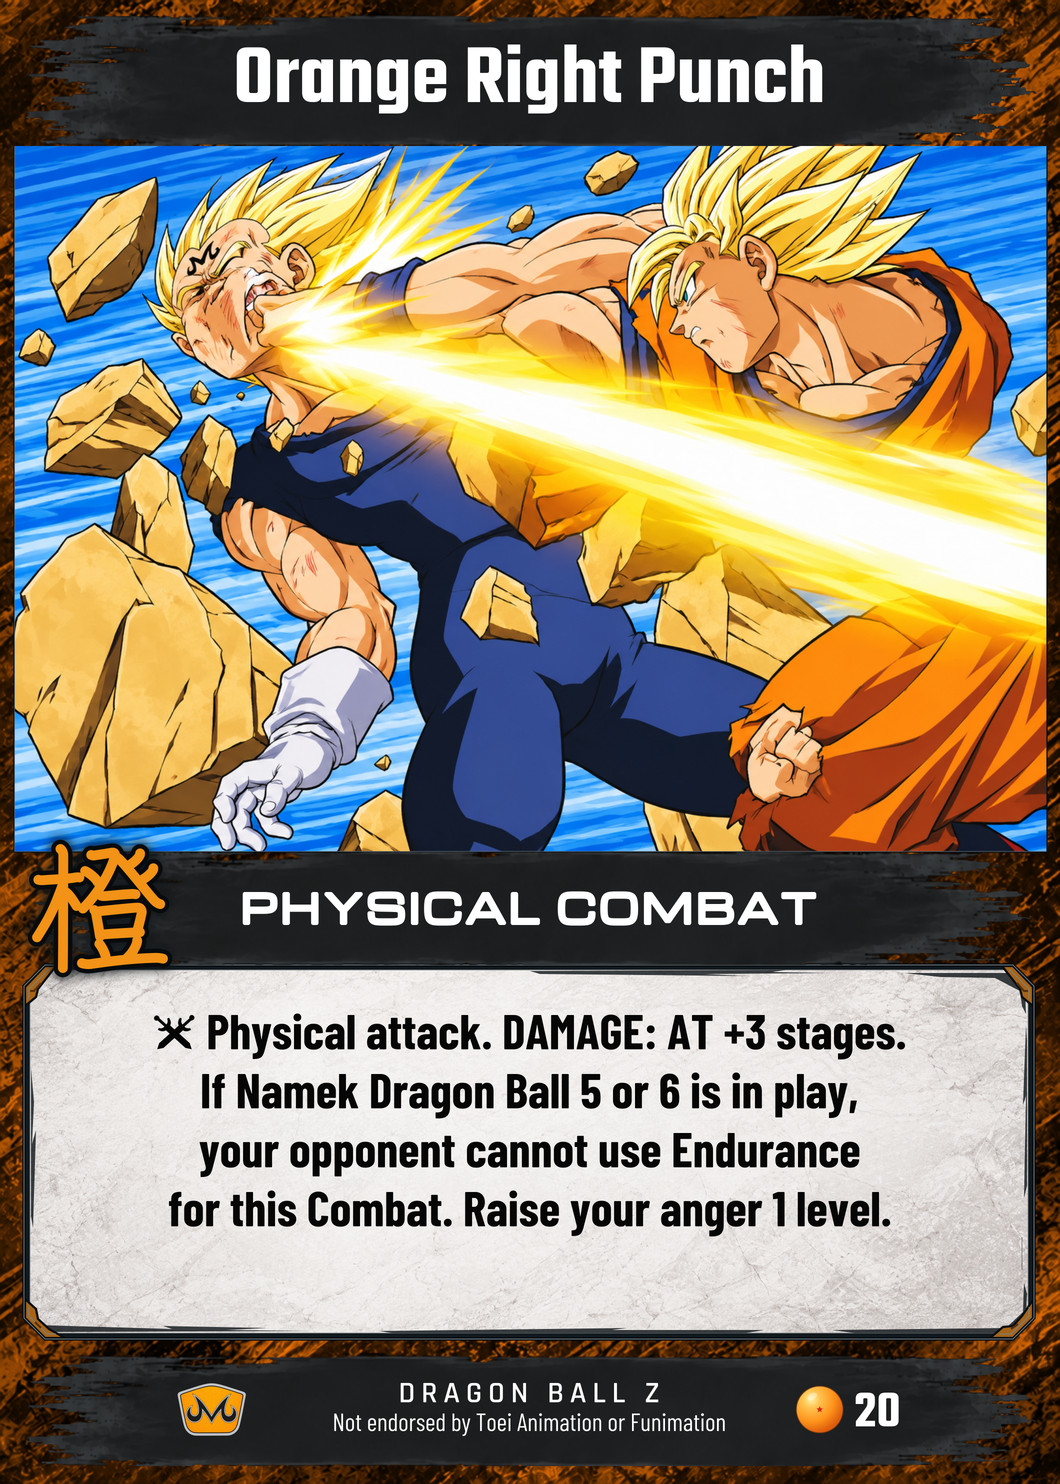 Orange Right Punch
橙
PHYSICAL COMBAT
Physical attack. DAMAGE: AT +3 stages.
If Namek Dragon Ball 5 or 6 is in play,
your opponent cannot use Endurance
for this Combat. Raise your anger 1 level.
DRAGON BALL Z
Not endorsed by Toei Animation or Funimation
20